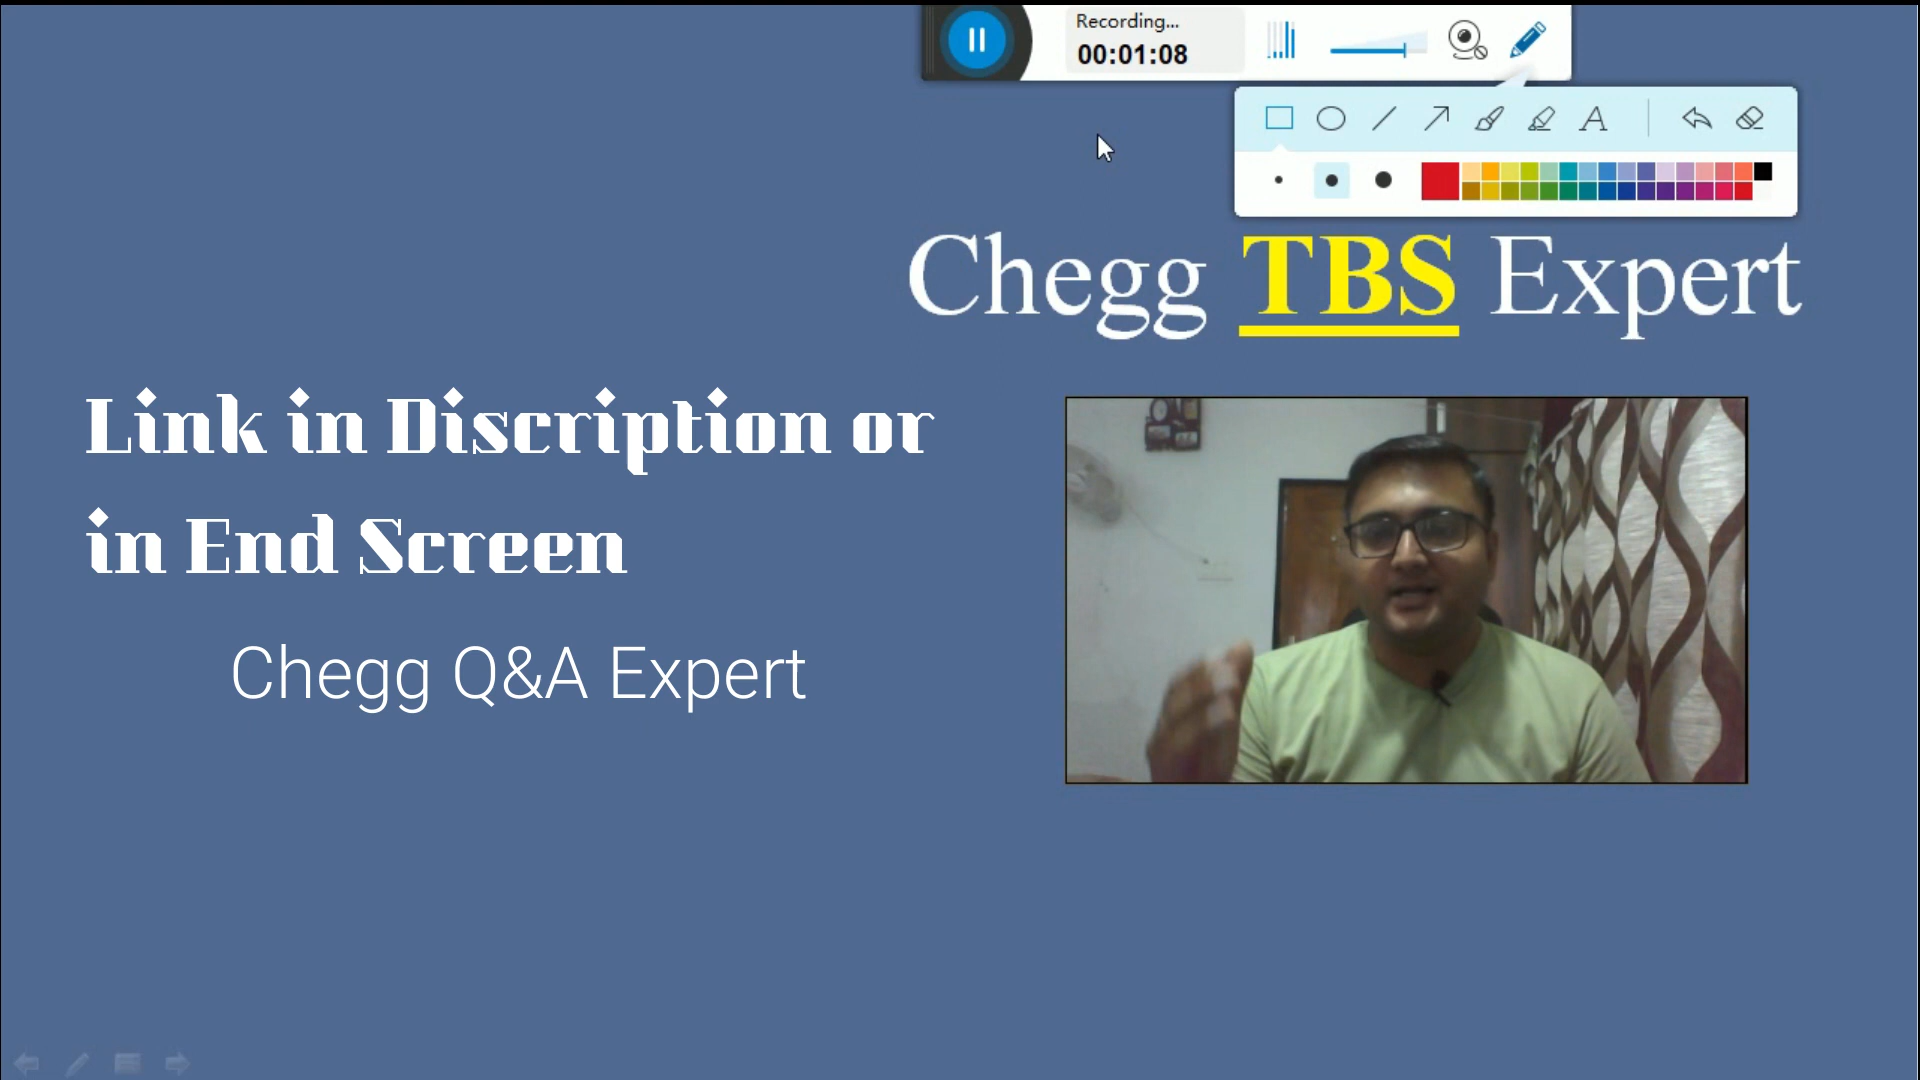 Recording...
00:01:08
A
Chegg TBS Expert
Link in Discription or
in End Screen
Chegg Q&A Expert